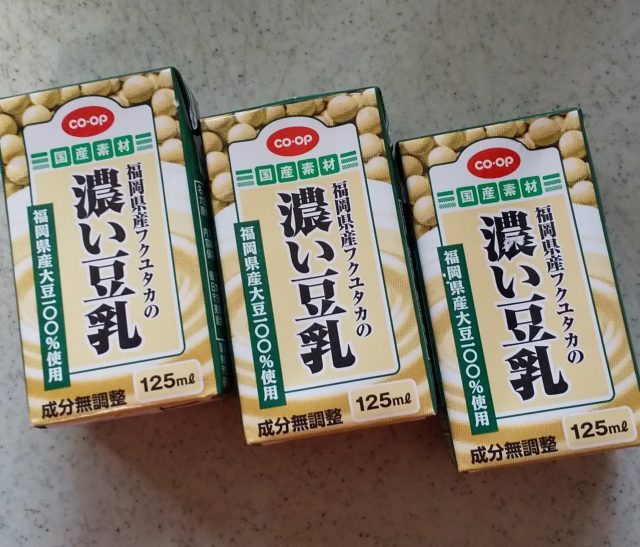 co·op
国産素材
福岡県産フクユタカの
濃い豆乳
福岡県産大豆一〇〇%使用
成分無調整
125ml
co·op
国産素材
福岡県産フクユタカの
濃い豆乳
福岡県産大豆一〇〇%使用
成分無調整
125ml
co·op
国産素材
福岡県産フクユタカの
濃い豆乳
福岡県産大豆一〇〇%使用
成分無調整
125ml